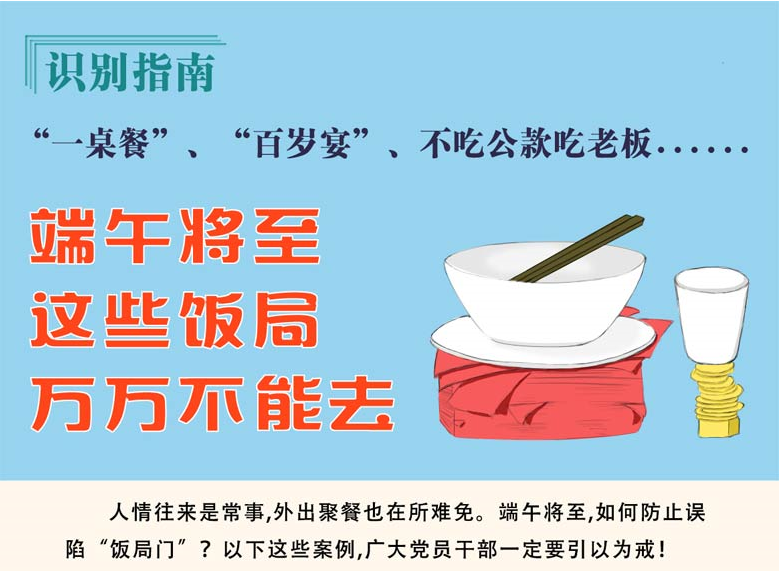 识别指南
“一桌餐”、“百岁宴”、不吃公款吃老板......
端午将至
这些饭局
万万不能去
人情往来是常事,外出聚餐也在所难免。端午将至,如何防止误
陷“饭局门”？以下这些案例,广大党员干部一定要引以为戒！